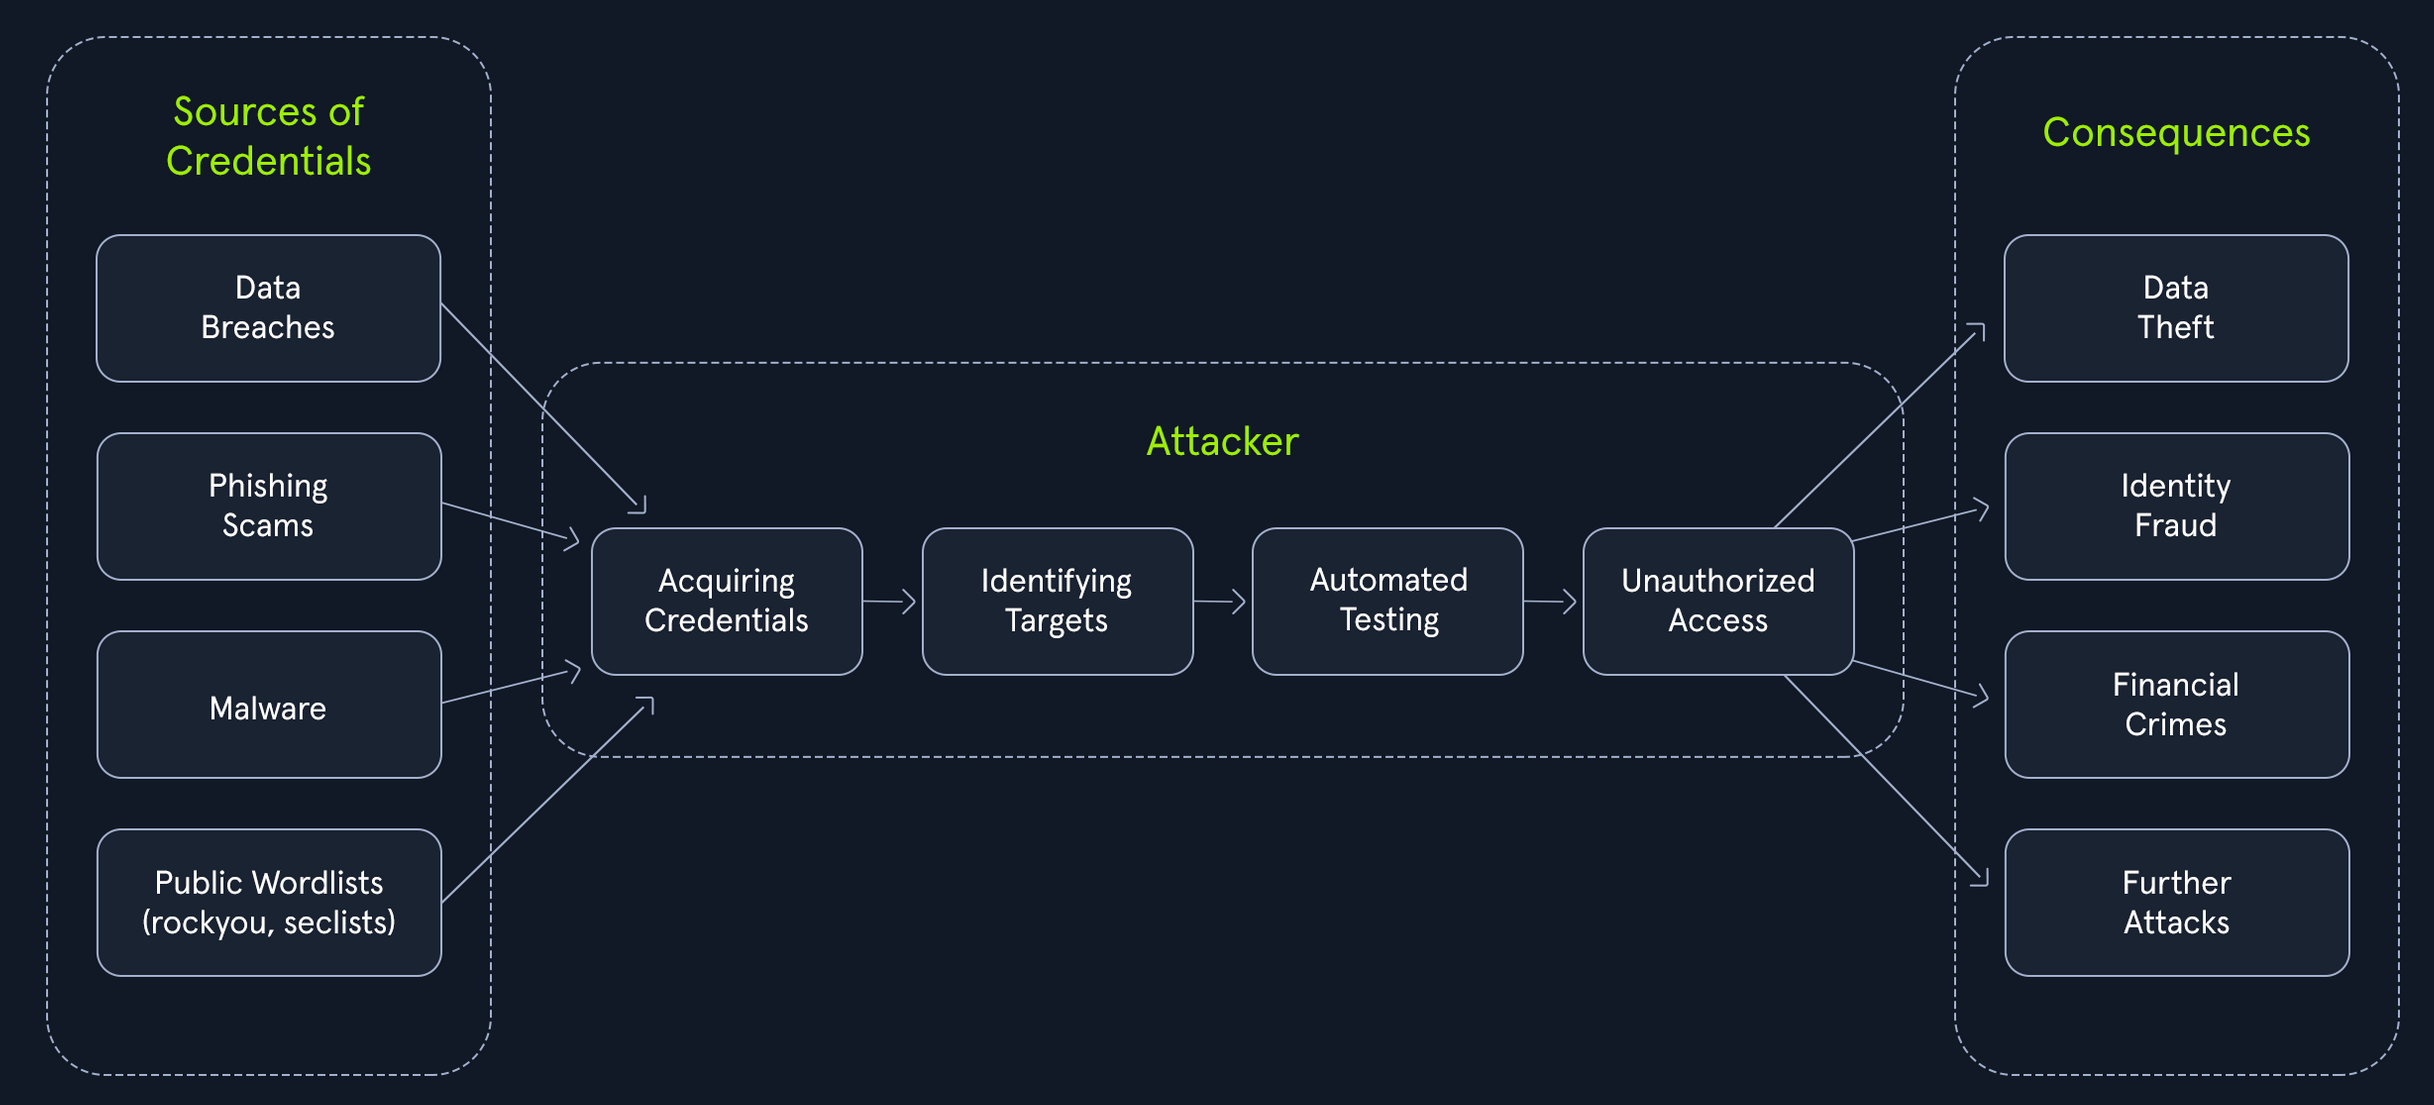 Sources of
Credentials
Data
Breaches
Phishing
Scams
Malware
Public Wordlists
(rockyou, seclists)
Attacker
Acquiring
Credentials
Identifying
Targets
Automated
Testing
Unauthorized
Access
Consequences
Data
Theft
Identity
Fraud
Financial
Crimes
Further
Attacks